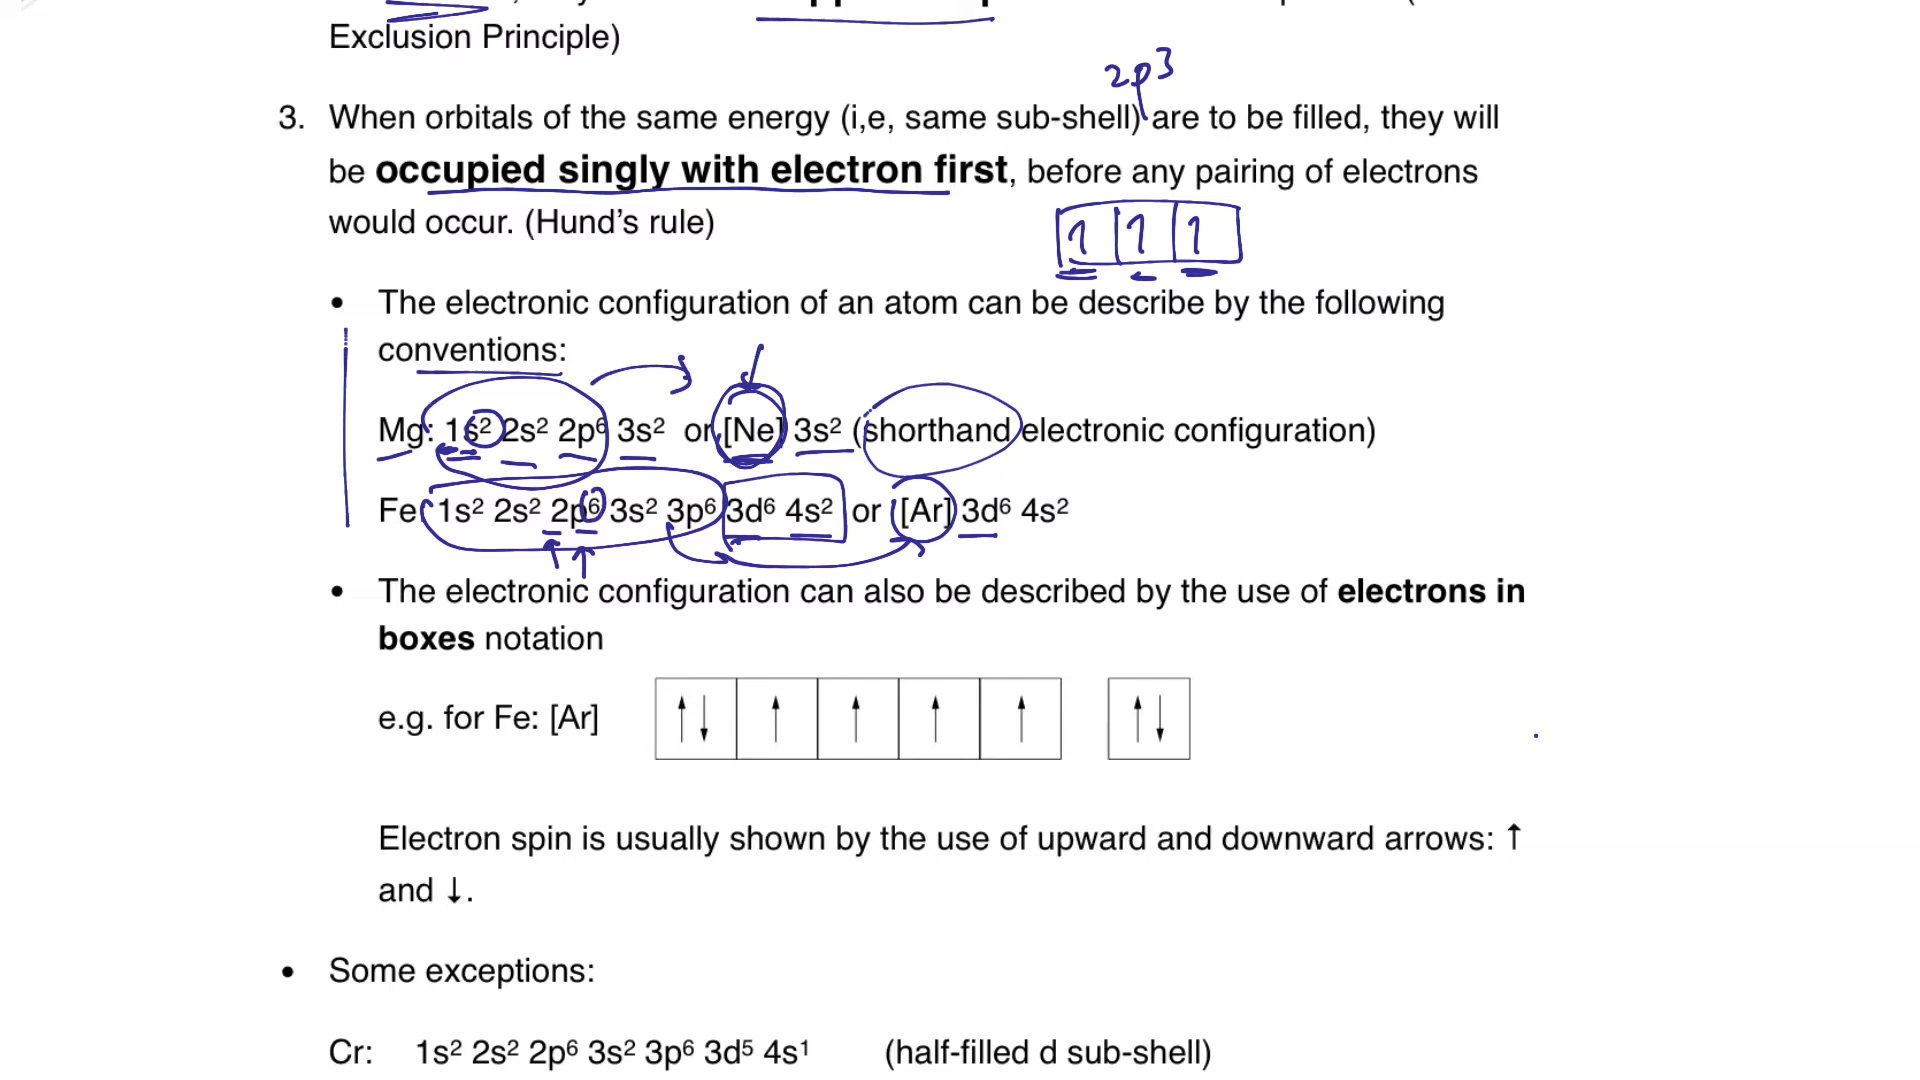 Exclusion Principle)
2p3
3. When orbitals of the same energy (i,e, same sub-shell) are to be filled, they will
be occupied singly with electron first, before any pairing of electrons
would occur. (Hund's rule)
1 1 1
• The electronic configuration of an atom can be describe by the following
conventions:
Mg: 1s² 2s² 2p⁶ 3s² or [Ne] 3s² (shorthand electronic configuration)
Fe: 1s² 2s² 2p⁶ 3s² 3p⁶ 3d⁶ 4s² or [Ar] 3d⁶ 4s²
• The electronic configuration can also be described by the use of electrons in
boxes notation
e.g. for Fe: [Ar] ↑↓ ↑ ↑ ↑ ↑ ↑↓
Electron spin is usually shown by the use of upward and downward arrows: ↑
and ↓.
• Some exceptions:
Cr: 1s² 2s² 2p⁶ 3s² 3p⁶ 3d⁵ 4s¹ (half-filled d sub-shell)